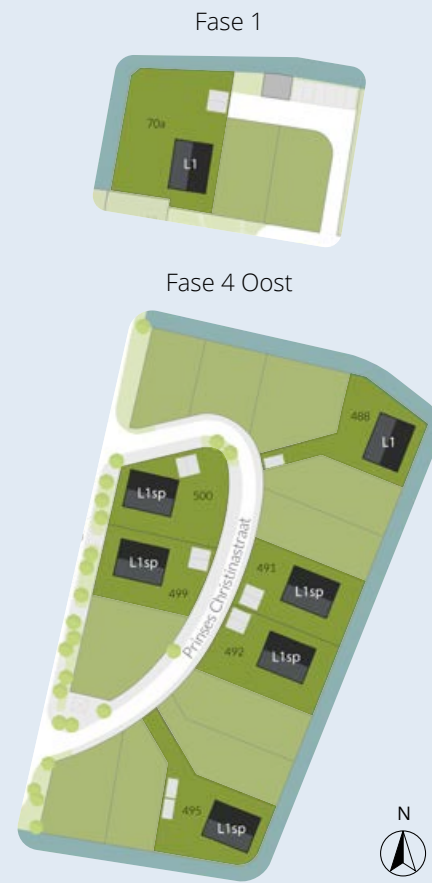 Fase 1
70a
L1
Fase 4 Oost
488
L1
L1sp
500
L1sp
499
Prinses Christinastraat
491
L1sp
492
L1sp
495
L1sp
N